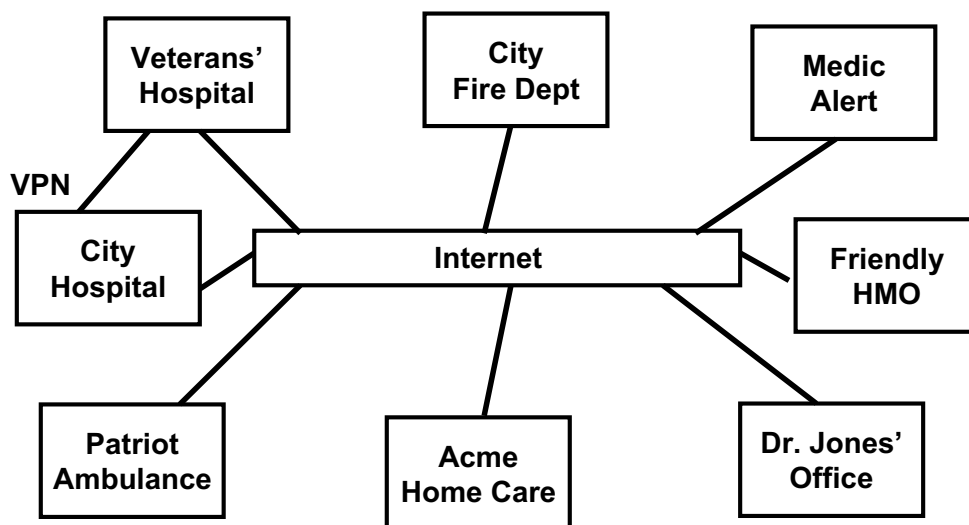 Veterans’
Hospital
City
Fire Dept
Medic
Alert
VPN
City
Hospital
Internet
Friendly
HMO
Patriot
Ambulance
Acme
Home Care
Dr. Jones’
Office